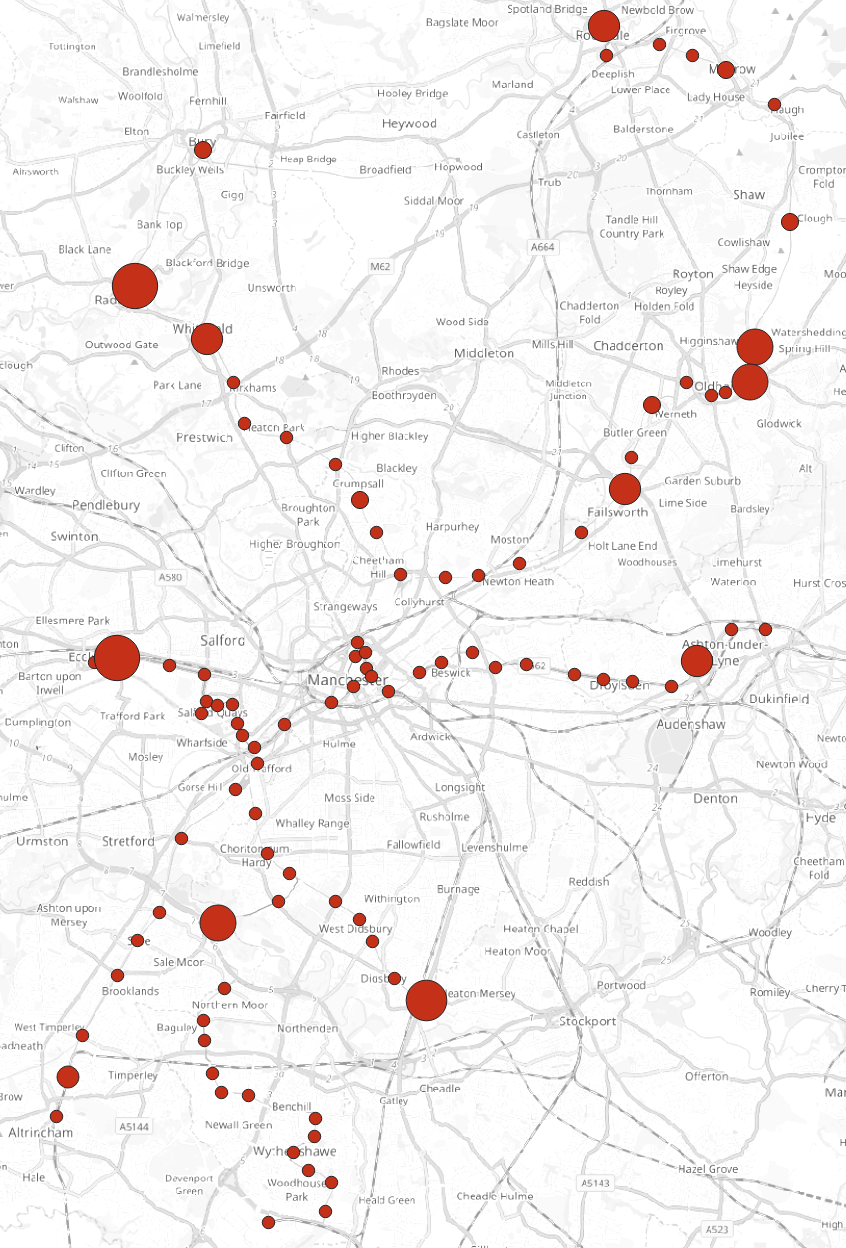 Walmersley
Spotland Bridge
Newbold Brow
Bagslate Moor
Tottington
Limefield
Firgrove
Brandlesholme
Deeplish
Marland
Lower Place
Lady House
Walshaw
Woolfold
Fernhill
Hooley Bridge
Fairfield
Heywood
Elton
Castleton
Balderstone
Jubilee
Bury
Heap Bridge
Ainsworth
Buckley Wells
Broadfield
Hopwood
Crompton
Fold
Trub
Gigg
Siddal Moor
Thornham
Shaw
Bank Top
Tandle Hill
Country Park
Clough
Black Lane
A664
Cowlishaw
Blackford Bridge
M62
Royton
Shaw Edge
Unsworth
Royley
Heyside
Chadderton
Fold
Holden Fold
Wood Side
Outwood Gate
Mills Hill
Chadderton
Watershedding
Spring Hill
Middleton
Rhodes
Park Lane
Boothroyden
Middleton
Junction
Werneth
Glodwick
Heaton Park
Prestwich
Higher Blackley
Butler Green
Clifton
Clifton Green
Blackley
Alt
Crumpsall
Garden Suburb
Wardley
Pendlebury
Broughton
Park
Lime Side
Bardsley
Failsworth
Swinton
Harpurhey
Higher Broughton
Moston
Holt Lane End
Cheetham
Hill
Woodhouses
Limehurst
A580
Newton Heath
Waterloo
Hurst Cross
Strangeways
Collyhurst
Ellesmere Park
Salford
Ashton-under-
Lyne
Barton upon
Irwell
Manchester
Beswick
Droylsden
Dukinfield
Trafford Park
Salford Quays
Dumplington
Audenshaw
Wharfside
Hulme
Ardwick
Mosley
Old Trafford
Newton Wood
Gorse Hill
Moss Side
Longsight
Denton
Whalley Range
Rusholme
Hyde
Urmston
Stretford
Chorlton-cum-
Hardy
Fallowfield
Levenshulme
Cheetham
Fold
Reddish
Burnage
Ashton upon
Mersey
Withington
West Didsbury
Heaton Chapel
Woodley
Heaton Moor
Sale Moor
Didsbury
Brooklands
Heaton Mersey
Portwood
Romiley
Northern Moor
West Timperley
Baguley
Northenden
Stockport
Timperley
Offerton
Cheadle
Gatley
Benchill
A5144
Altrincham
Newall Green
Wythenshawe
Hale
Davenport
Green
Woodhouse
Park
Hazel Grove
A5143
Heald Green
Cheadle Hulme
A523